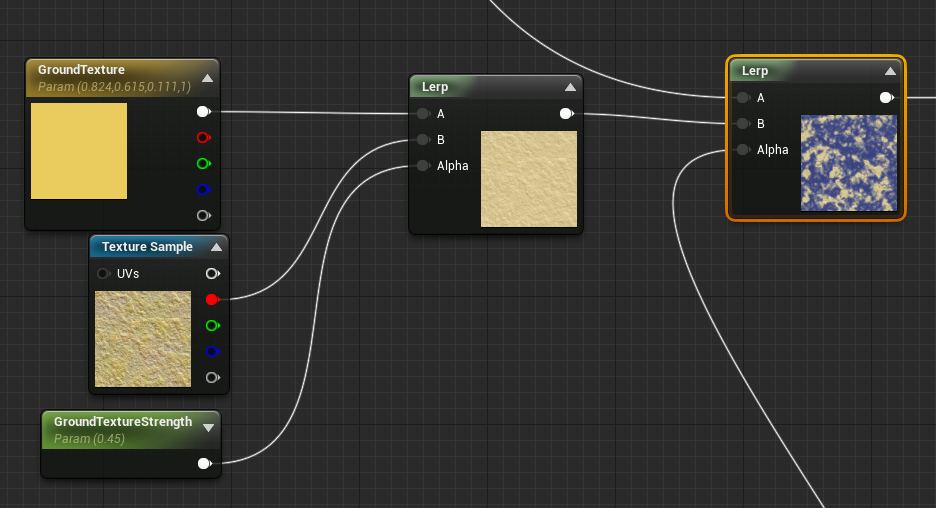 GroundTexture
Param (0.824,0.615,0.111,1)
Texture Sample
UVs
GroundTextureStrength
Param (0.45)
Lerp
A
B
Alpha
Lerp
A
B
Alpha